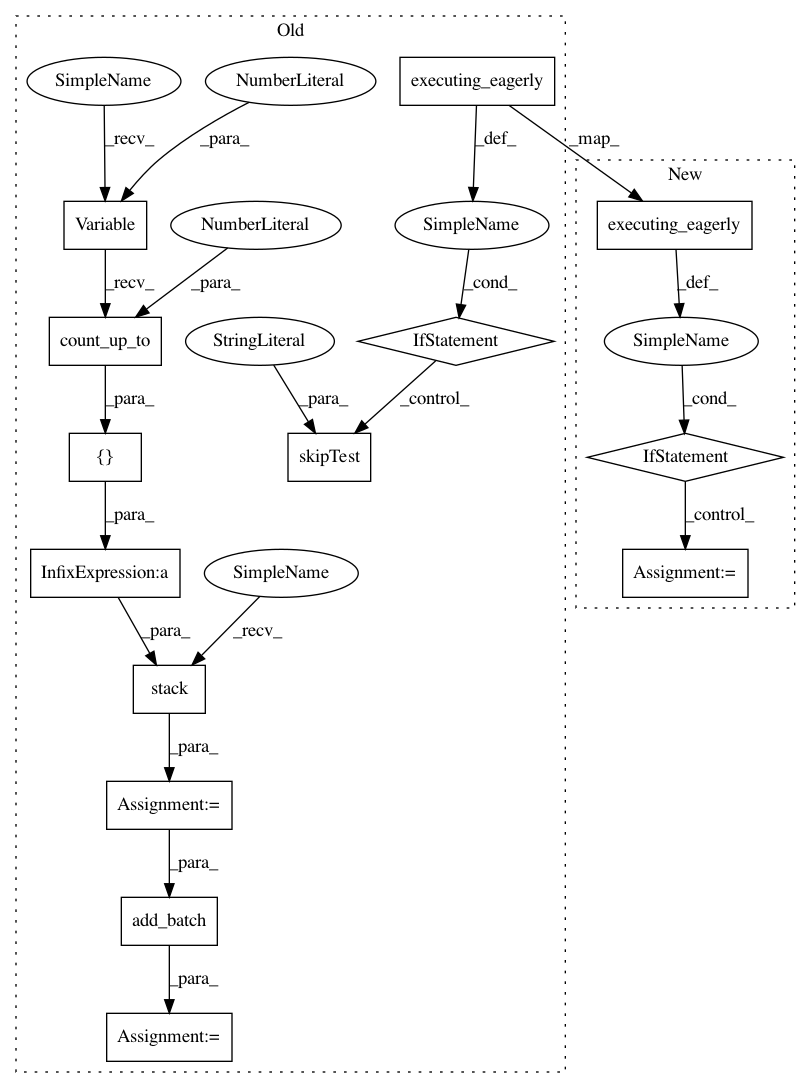 Old
SimpleName
NumberLiteral
executing_eagerly
_recv_
_para_
_def_
_map_
New
Variable
NumberLiteral
SimpleName
executing_eagerly
_recv_
_para_
_cond_
_def_
count_up_to
StringLiteral
IfStatement
SimpleName
_para_
_para_
_control_
_cond_
{}
skipTest
IfStatement
_para_
_control_
InfixExpression:a
SimpleName
Assignment:=
_para_
_recv_
stack
_para_
Assignment:=
_para_
add_batch
_para_
Assignment:=